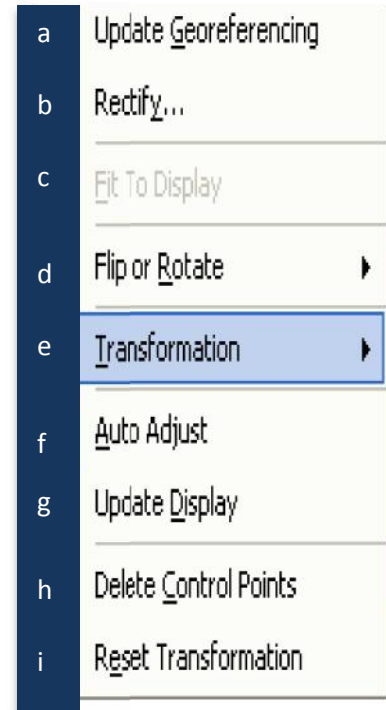 a Update Georeferencing
b Rectify...
c Fit To Display
d Flip or Rotate
e Transformation
f Auto Adjust
g Update Display
h Delete Control Points
i Reset Transformation